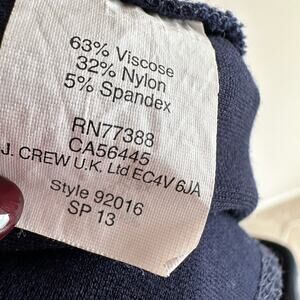 63% Viscose
32% Nylon
5% Spandex
RN77388
CA56445
J. CREW U.K. Ltd EC4V 6JA
Style 92016
SP 13